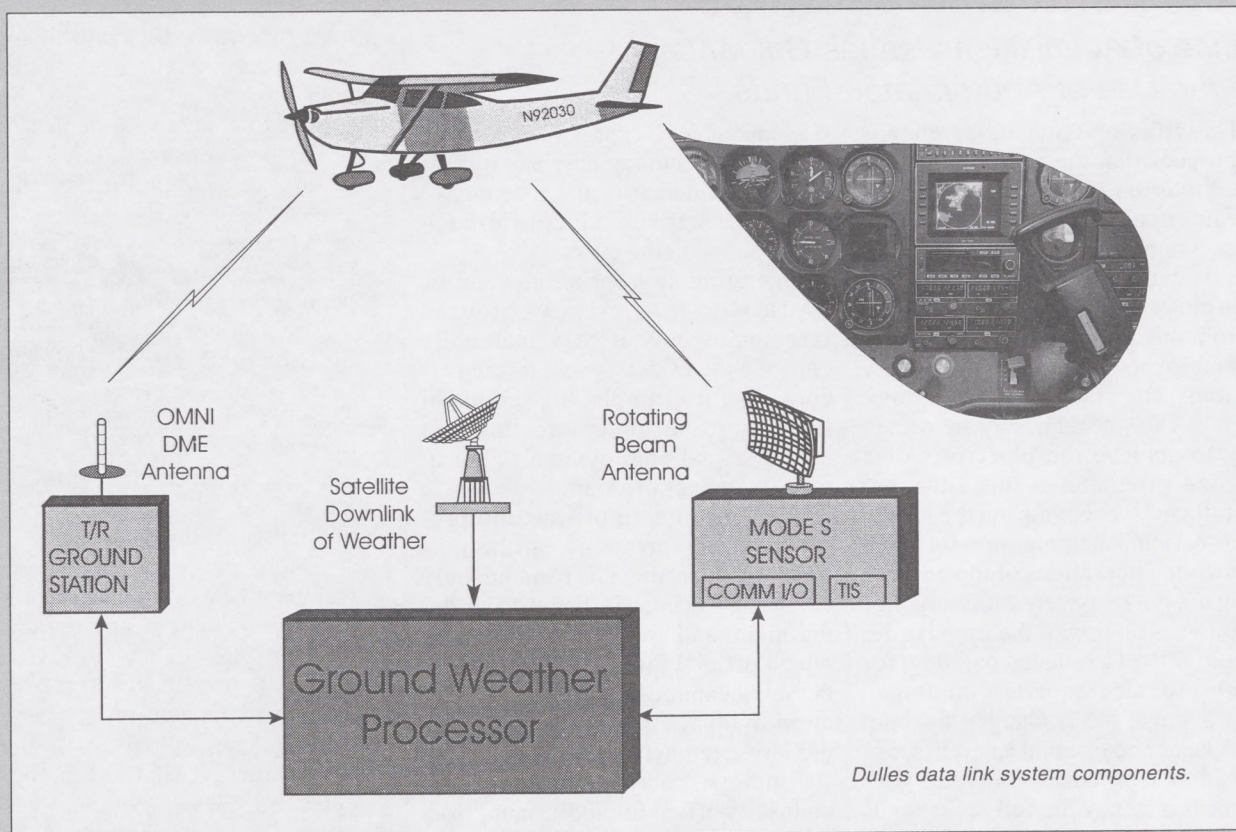 N92030
OMNI
DME
Antenna
Satellite
Downlink
of Weather
Rotating
Beam
Antenna
T/R
GROUND
STATION
MODE S
SENSOR
COMM I/O
TIS
Ground Weather
Processor
Dulles data link system components.